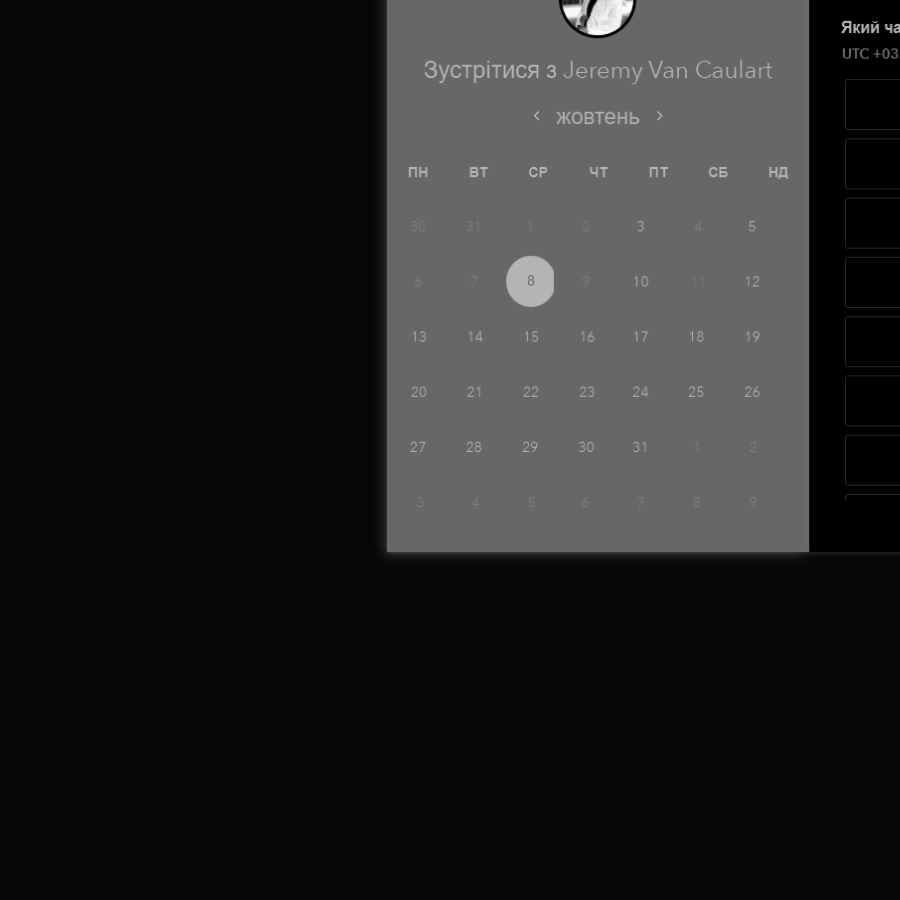 Зустрітися з Jeremy Van Caulart
‹ жовтень ›
ПН ВТ СР ЧТ ПТ СБ НД
30 31 1 2 3 4 5
6 7 8 9 10 11 12
13 14 15 16 17 18 19
20 21 22 23 24 25 26
27 28 29 30 31 1 2
3 4 5 6 7 8 9
Який
UTC +03